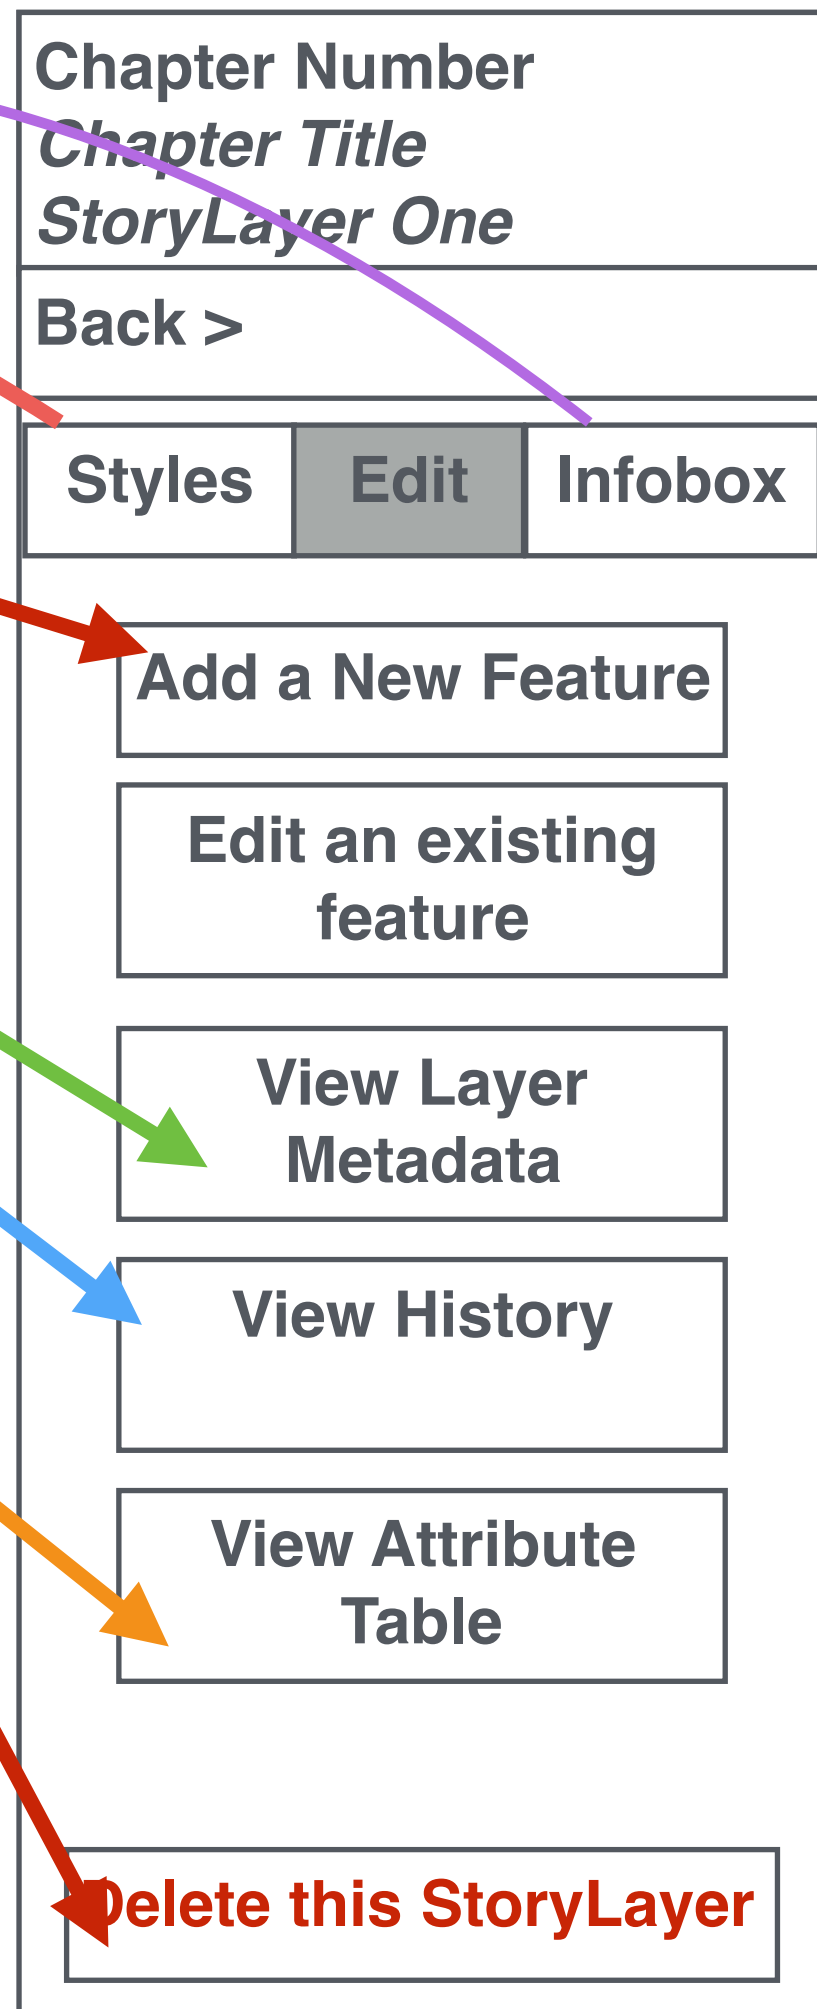 Chapter Number
Chapter Title
StoryLayer One
Back >
Styles Edit Infobox
Add a New Feature
Edit an existing
feature
View Layer
Metadata
View History
View Attribute
Table
Delete this StoryLayer